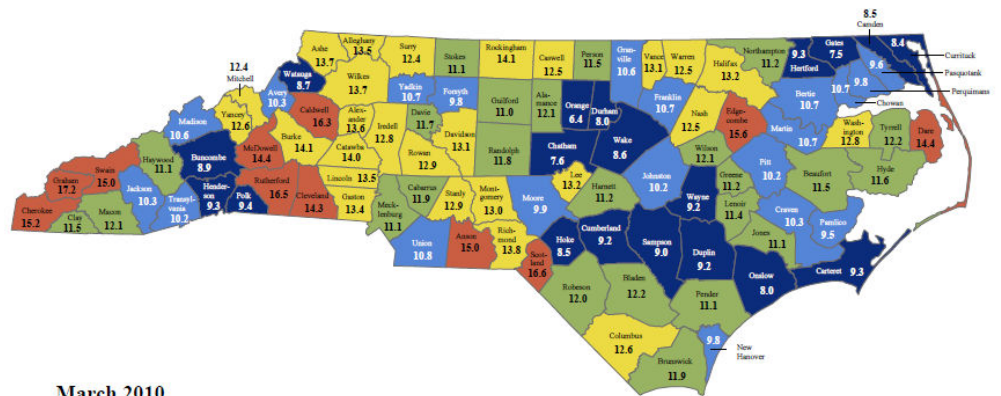 8.5
Camden
Alleghany
13.5
Ashe
13.7
Surry
12.4
Stokes
11.1
Rockingham
14.1
Caswell
12.5
Person
11.5
Gran-
ville
10.6
Vance
13.1
Warren
12.5
Northampton
11.2
Halifax
13.2
9.3
Hertford
Gates
7.5
8.4
Currituck
9.6
Pasquotank
9.8
Perquimans
10.7
Chowan
12.4
Mitchell
Watauga
8.7
Wilkes
13.7
Yadkin
10.7
Forsyth
9.8
Guilford
11.0
Ala-
mance
12.1
Orange
6.4
Durham
8.0
Franklin
10.7
Nash
12.5
Edge-
combe
15.6
Bertie
10.7
Martin
10.7
Wash-
ington
12.8
Tyrrell
12.2
Dare
14.4
Avery
10.3
Caldwell
16.3
Alex-
ander
13.6
Iredell
12.8
Davie
11.7
Davidson
13.1
Randolph
11.8
Chatham
7.6
Wake
8.6
Wilson
12.1
Pitt
10.2
Beaufort
11.5
Hyde
11.6
Madison
10.6
Yancey
12.6
Burke
14.1
Catawba
14.0
Rowan
12.9
Lee
13.2
Johnston
10.2
Greene
11.2
Haywood
11.1
Buncombe
8.9
McDowell
14.4
Lincoln 13.5
Cabarrus
11.9
Stanly
12.9
Mont-
gomery
13.0
Moore
9.9
Harnett
11.2
Wayne
9.2
Lenoir
11.4
Craven
10.3
Pamlico
9.5
Graham
17.2
Swain
15.0
Jackson
10.3
Hender-
son
9.3
Polk
9.4
Rutherford
16.5
Cleveland
14.3
Gaston
13.4
Meck-
lenburg
11.1
Cherokee
15.2
Clay
11.5
Macon
12.1
Transyl-
vania
10.2
Union
10.8
Anson
15.0
Rich-
mond
13.8
Scot-
land
16.6
Hoke
8.5
Cumberland
9.2
Sampson
9.0
Duplin
9.2
Jones
11.1
Onslow
8.0
Carteret
9.3
Robeson
12.0
Bladen
12.2
Pender
11.1
Columbus
12.6
9.8
New
Hanover
Brunswick
11.9
March 2010